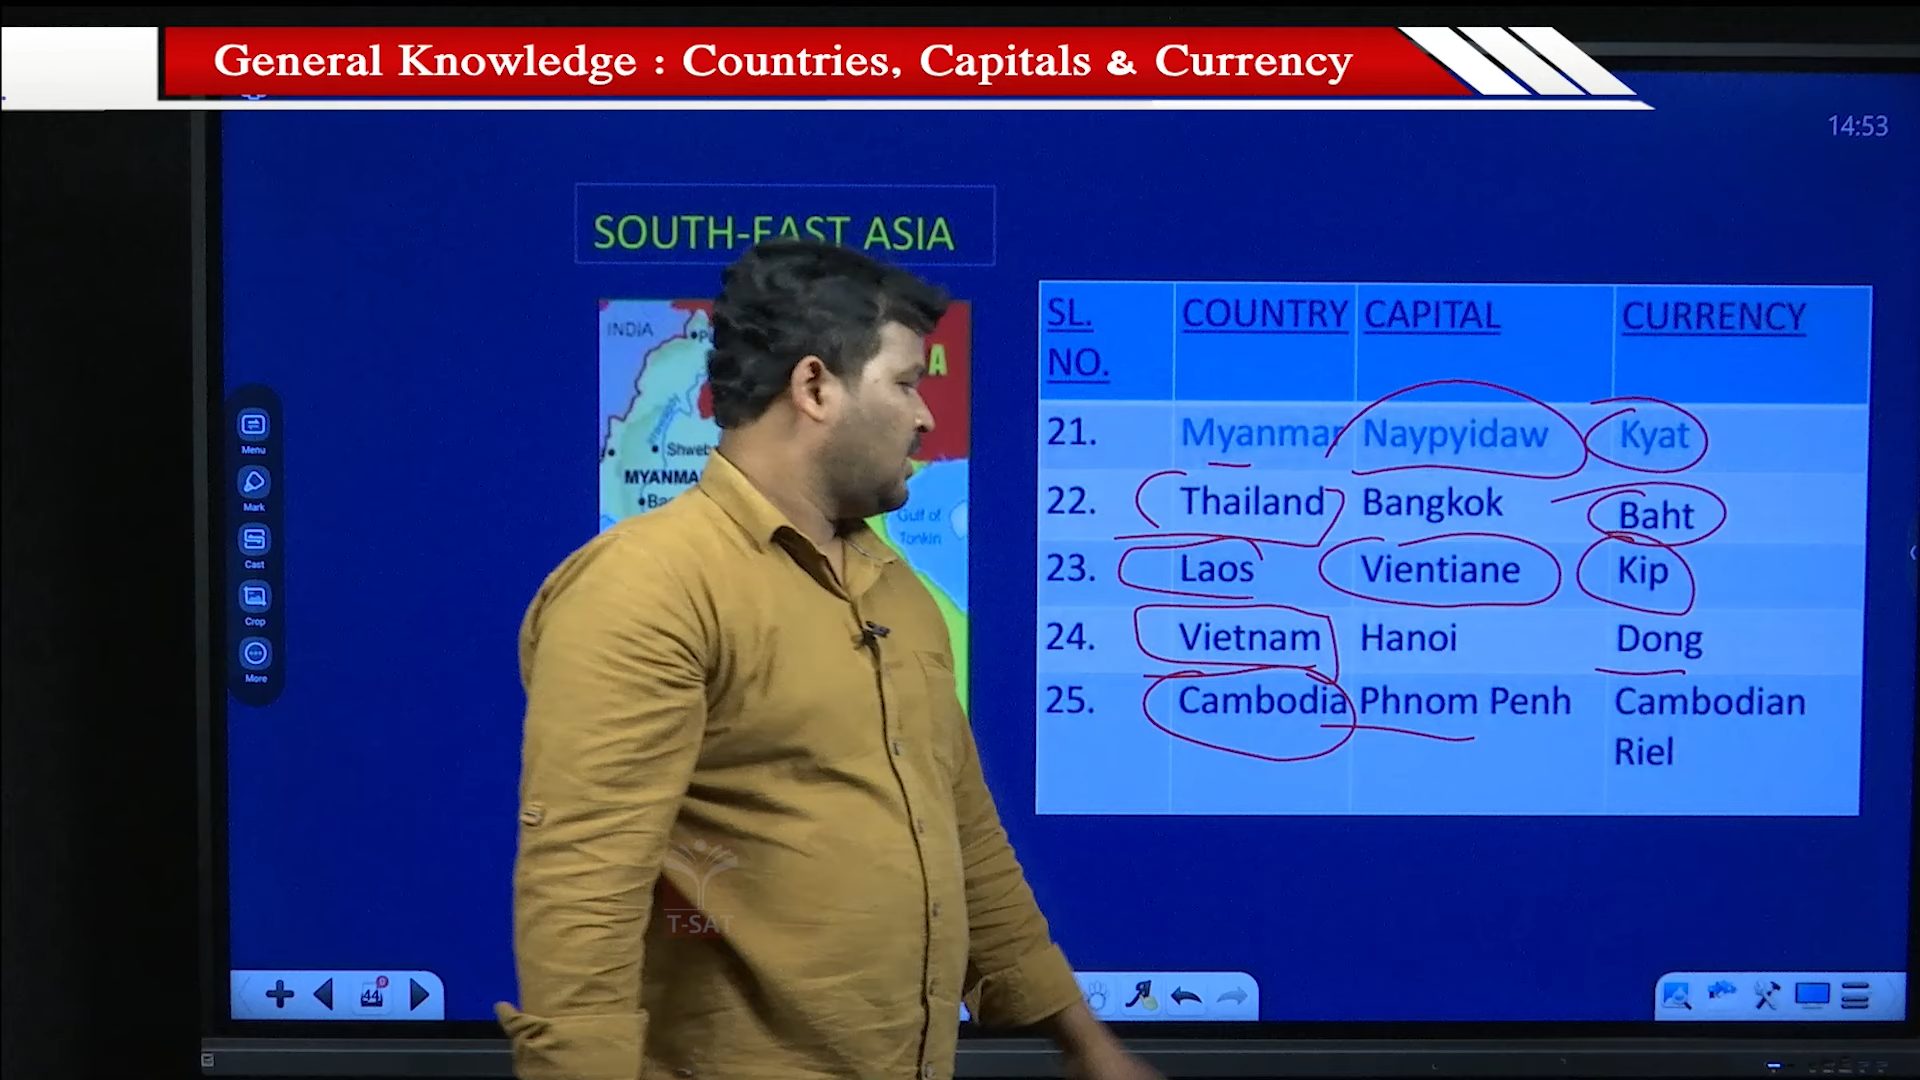 General Knowledge : Countries, Capitals & Currency
14:53
SOUTH-EAST ASIA
INDIA
MYANMA
Gulf of
Tonkin
A
SL. NO. COUNTRY CAPITAL CURRENCY
21. Myanmar Naypyidaw Kyat
22. Thailand Bangkok Baht
23. Laos Vientiane Kip
24. Vietnam Hanoi Dong
25. Cambodia Phnom Penh Cambodian Riel
Menu
Mark
Cast
Crop
More
T-SAT
44